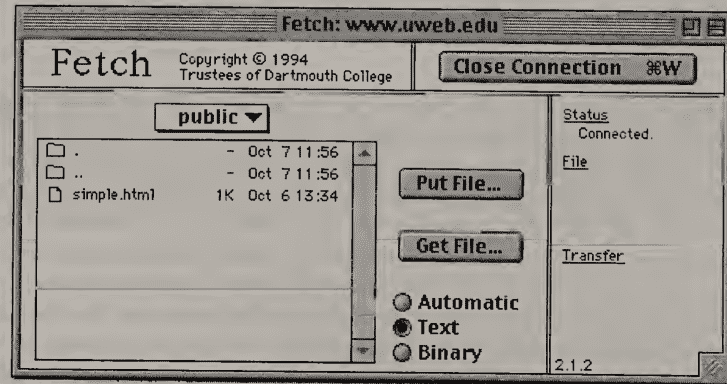 Fetch: www.uweb.edu
Fetch
Copyright © 1994
Trustees of Dartmouth College
Close Connection ⌘W
public
. - Oct 7 11:56
.. - Oct 7 11:56
simple.html 1K Oct 6 13:34
Put File...
Get File...
Automatic
Text
Binary
Status
Connected.
File
Transfer
2.1.2